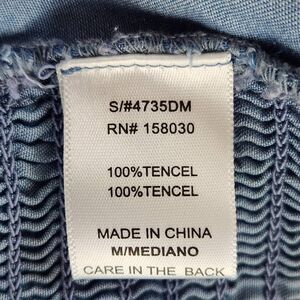 S/#4735DM
RN# 158030
100%TENCEL
100%TENCEL
MADE IN CHINA
M/MEDIANO
CARE IN THE BACK